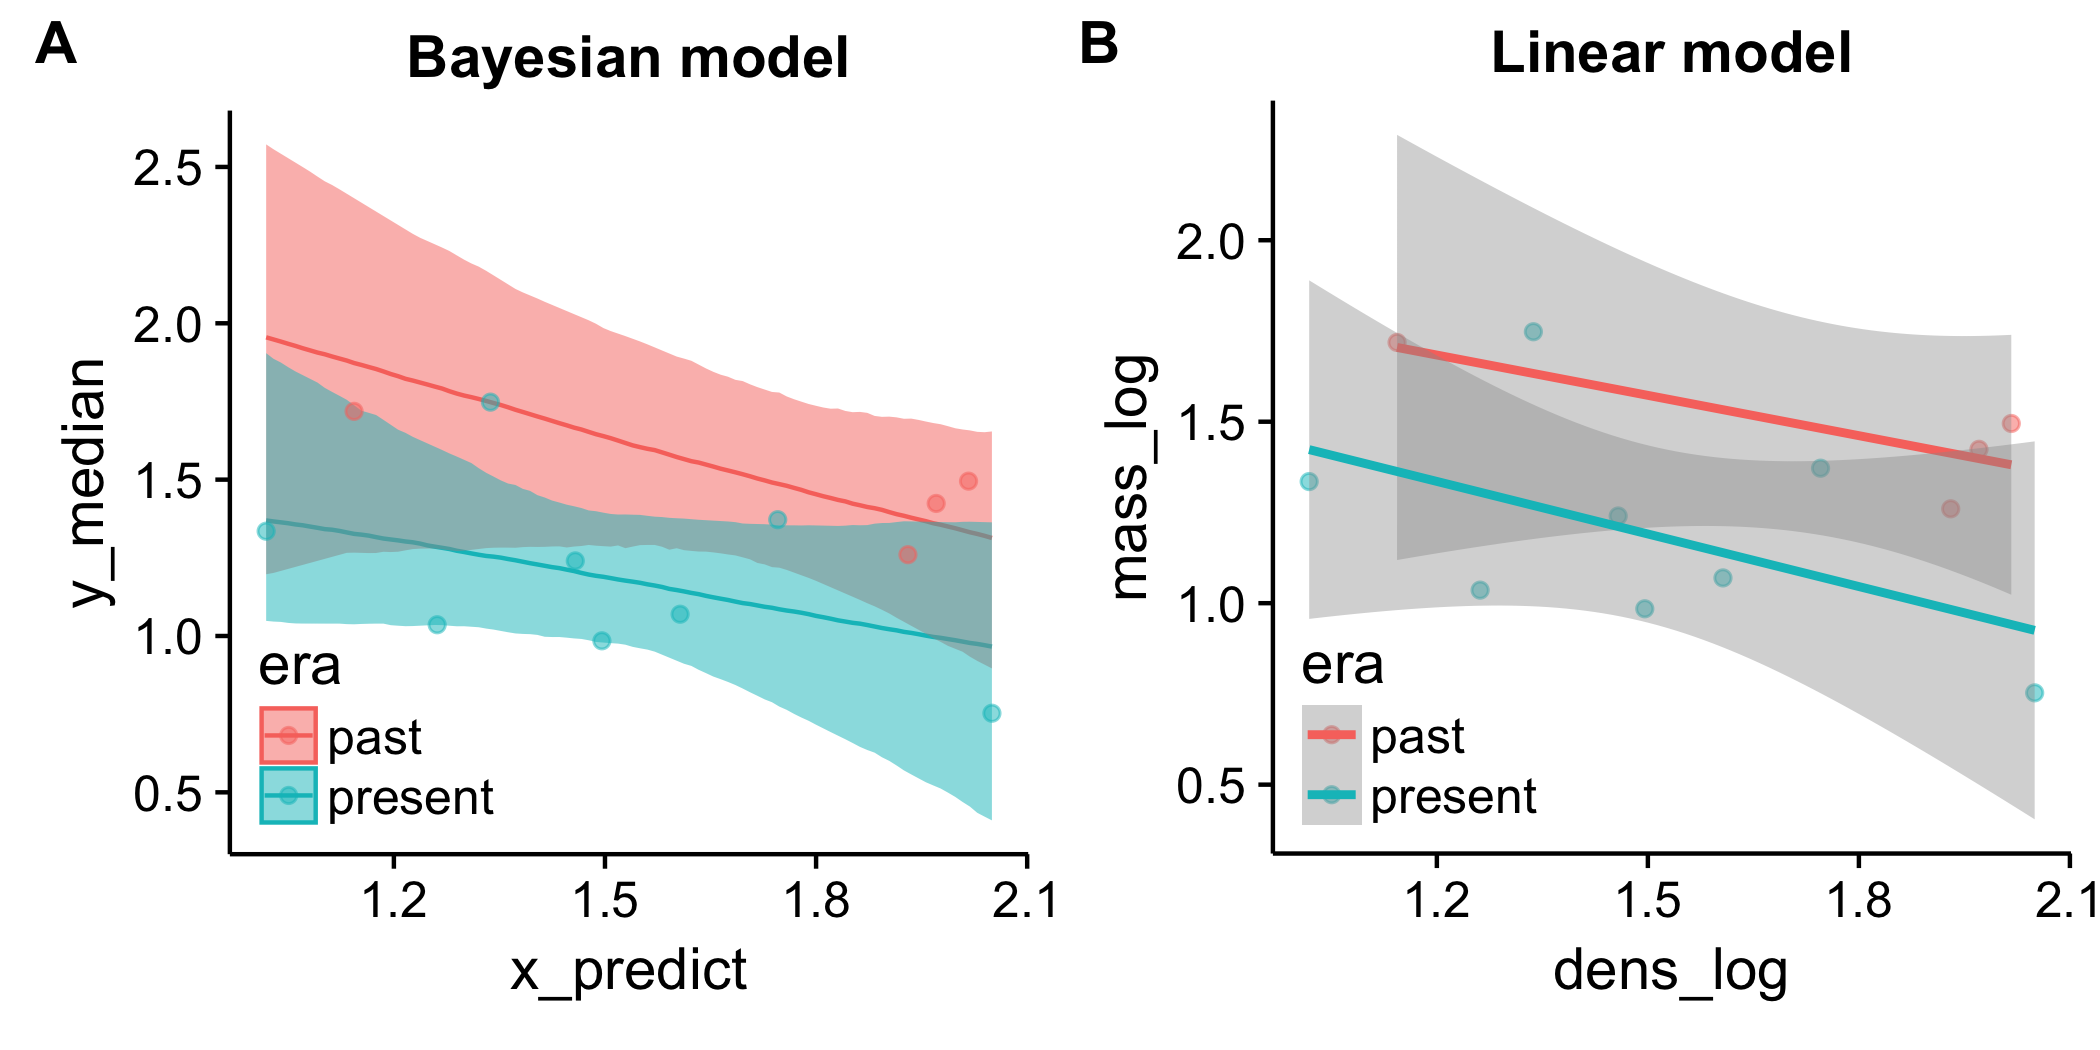 A
Bayesian model
y_median
2.5
2.0
1.5
1.0
0.5
era
past
present
1.2 1.5 1.8 2.1
x_predict
B
Linear model
mass_log
2.0
1.5
1.0
0.5
era
past
present
1.2 1.5 1.8 2.1
dens_log